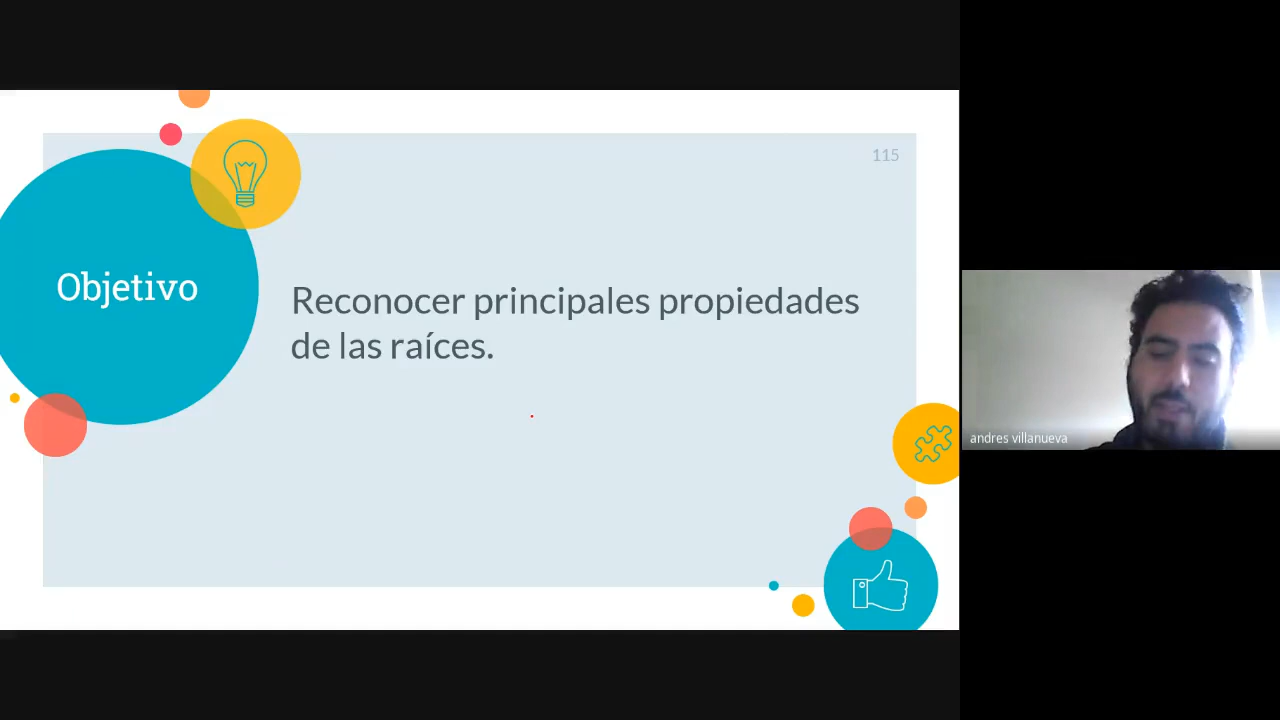 115
Objetivo
Reconocer principales propiedades
de las raíces.
andres villanueva